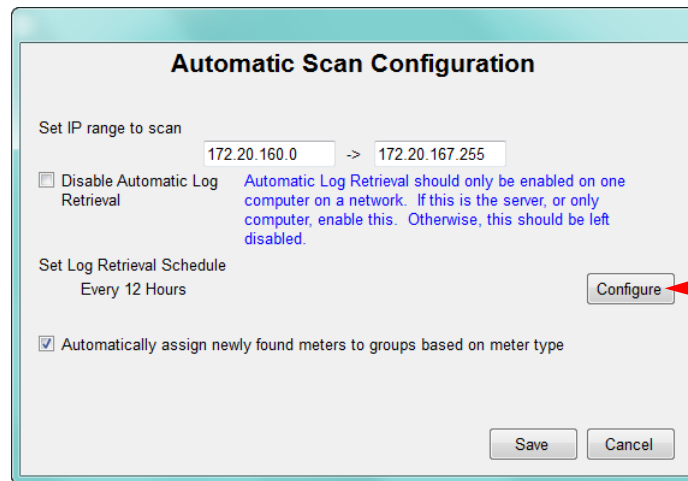 Automatic Scan Configuration
Set IP range to scan
172.20.160.0 -> 172.20.167.255
Disable Automatic Log
Retrieval
Automatic Log Retrieval should only be enabled on one
computer on a network. If this is the server, or only
computer, enable this. Otherwise, this should be left
disabled.
Set Log Retrieval Schedule
Every 12 Hours
Configure
Automatically assign newly found meters to groups based on meter type
Save
Cancel